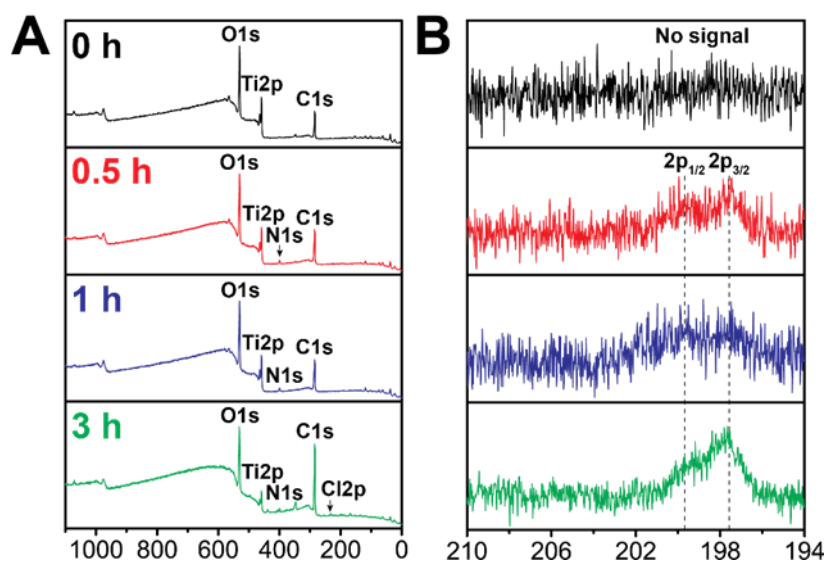 A
0 h
O1s
Ti2p
C1s
0.5 h
O1s
Ti2p
N1s
C1s
1 h
O1s
Ti2p
N1s
C1s
3 h
O1s
Ti2p
N1s
C1s
Cl2p
1000 800 600 400 200 0
B
No signal
2p1/2 2p3/2
210 206 202 198 194